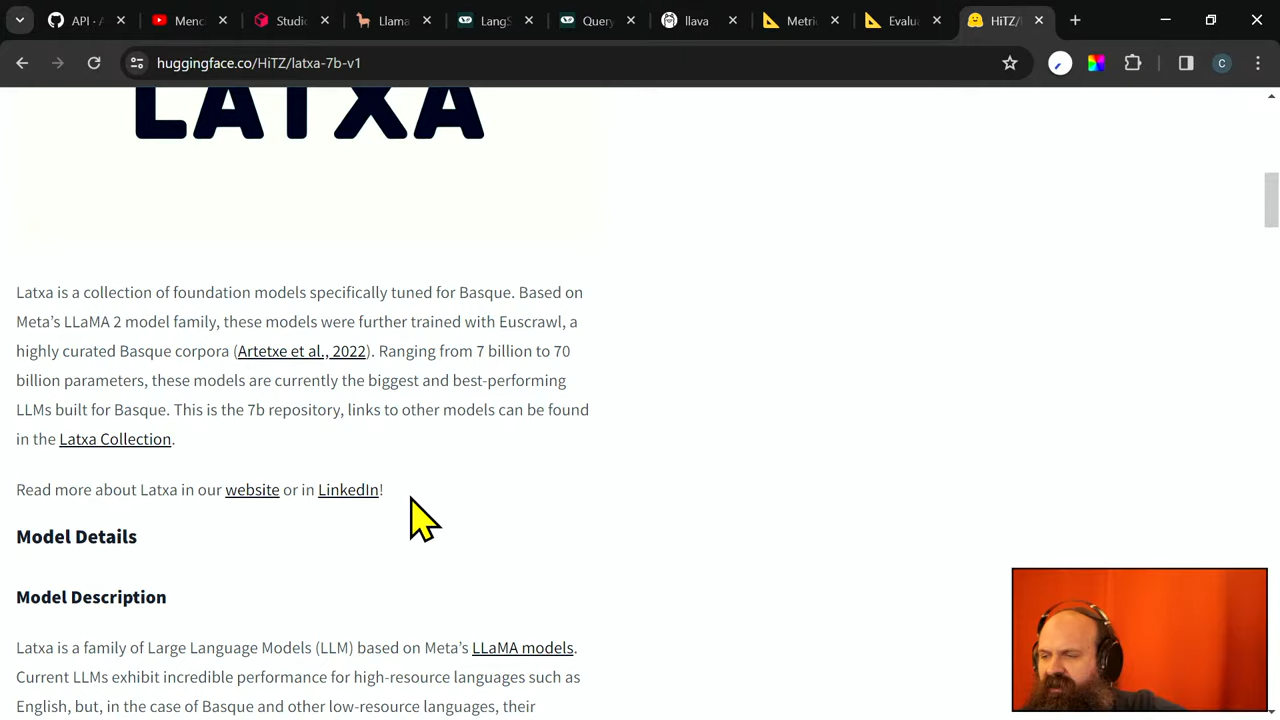 API -
Menci
Studio
Llama
LangS
Query
llava
Metric
Evalua
HiTZ/
huggingface.co/HiTZ/latxa-7b-v1
C
LATXA
Latxa is a collection of foundation models specifically tuned for Basque. Based on
Meta’s LLaMA 2 model family, these models were further trained with Euscrawl, a
highly curated Basque corpora (Artetxe et al., 2022). Ranging from 7 billion to 70
billion parameters, these models are currently the biggest and best-performing
LLMs built for Basque. This is the 7b repository, links to other models can be found
in the Latxa Collection.
Read more about Latxa in our website or in LinkedIn!
Model Details
Model Description
Latxa is a family of Large Language Models (LLM) based on Meta’s LLaMA models.
Current LLMs exhibit incredible performance for high-resource languages such as
English, but, in the case of Basque and other low-resource languages, their